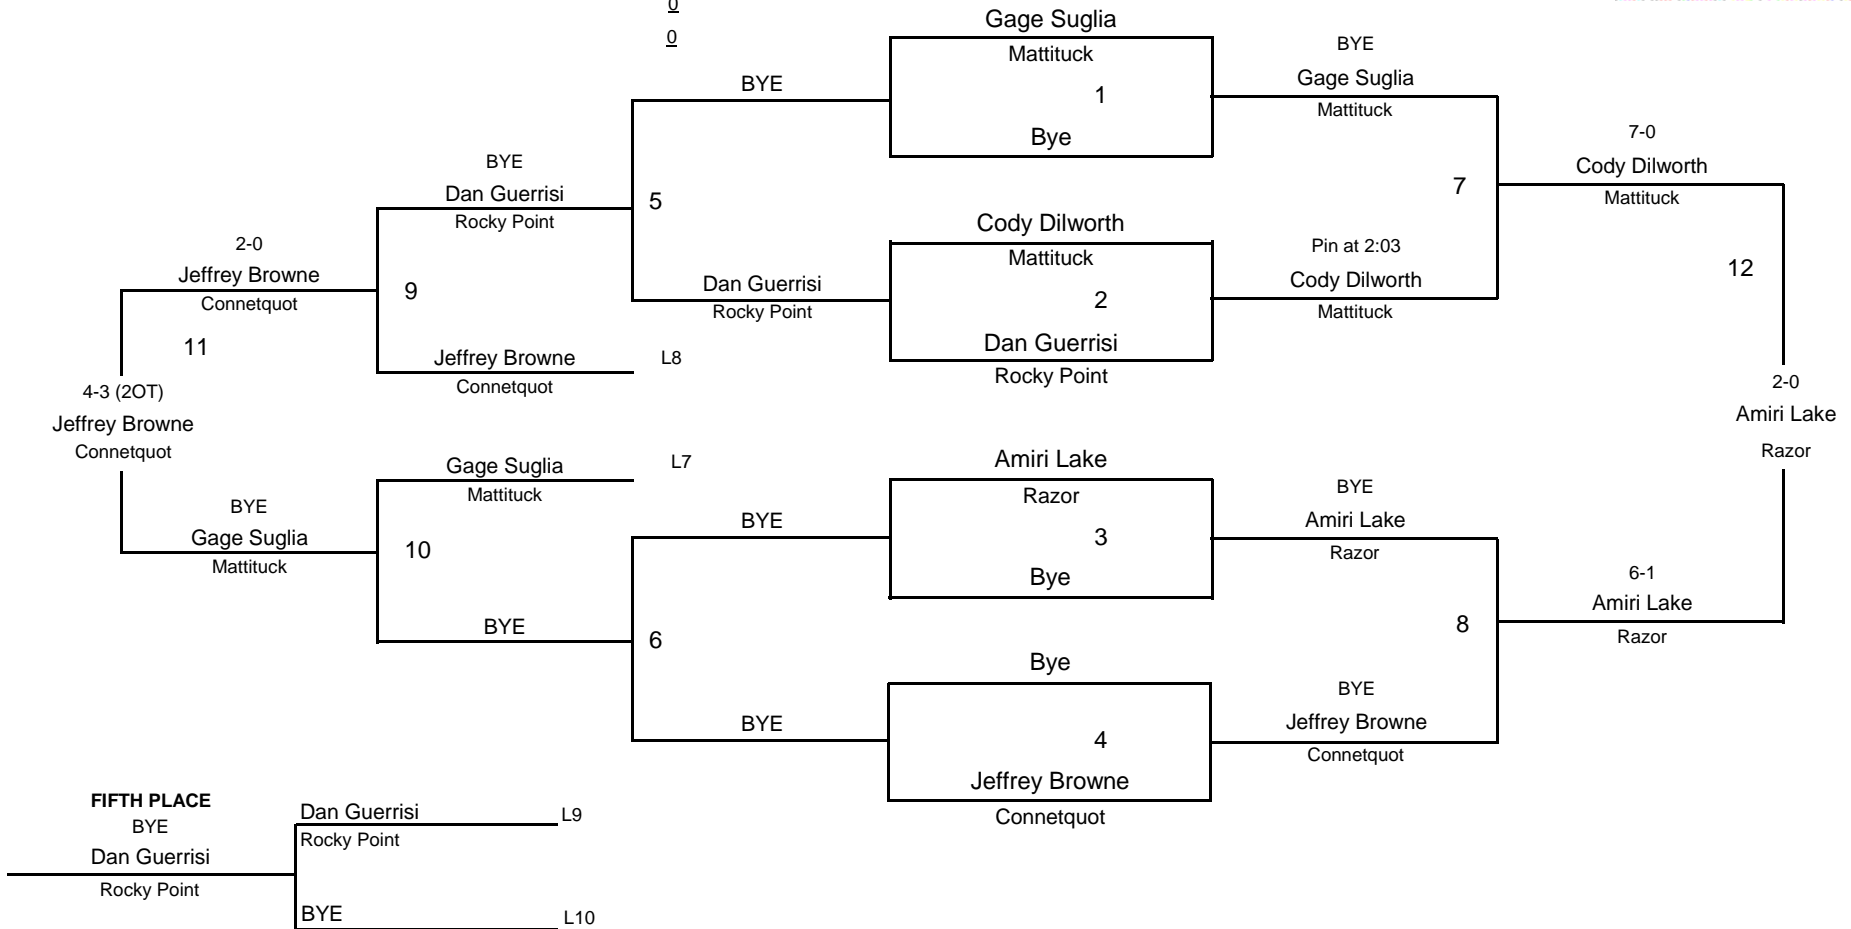 0
0
Gage Suglia
Mattituck
1
Bye
BYE
Gage Suglia
Mattituck
BYE
7-0
Cody Dilworth
Mattituck
7
BYE
Dan Guerrisi
Rocky Point
5
Cody Dilworth
Mattituck
2
Dan Guerrisi
Rocky Point
Pin at 2:03
Cody Dilworth
Mattituck
12
2-0
Jeffrey Browne
Connetquot
9
Dan Guerrisi
Rocky Point
11
Jeffrey Browne
Connetquot
L8
4-3 (2OT)
Jeffrey Browne
Connetquot
2-0
Amiri Lake
Razor
Gage Suglia
Mattituck
L7
Amiri Lake
Razor
3
Bye
BYE
Amiri Lake
Razor
BYE
Gage Suglia
Mattituck
10
BYE
6-1
Amiri Lake
Razor
8
BYE
6
Bye
4
Jeffrey Browne
Connetquot
BYE
Jeffrey Browne
Connetquot
BYE
FIFTH PLACE
BYE
Dan Guerrisi
Rocky Point
Dan Guerrisi
Rocky Point
L9
BYE
L10